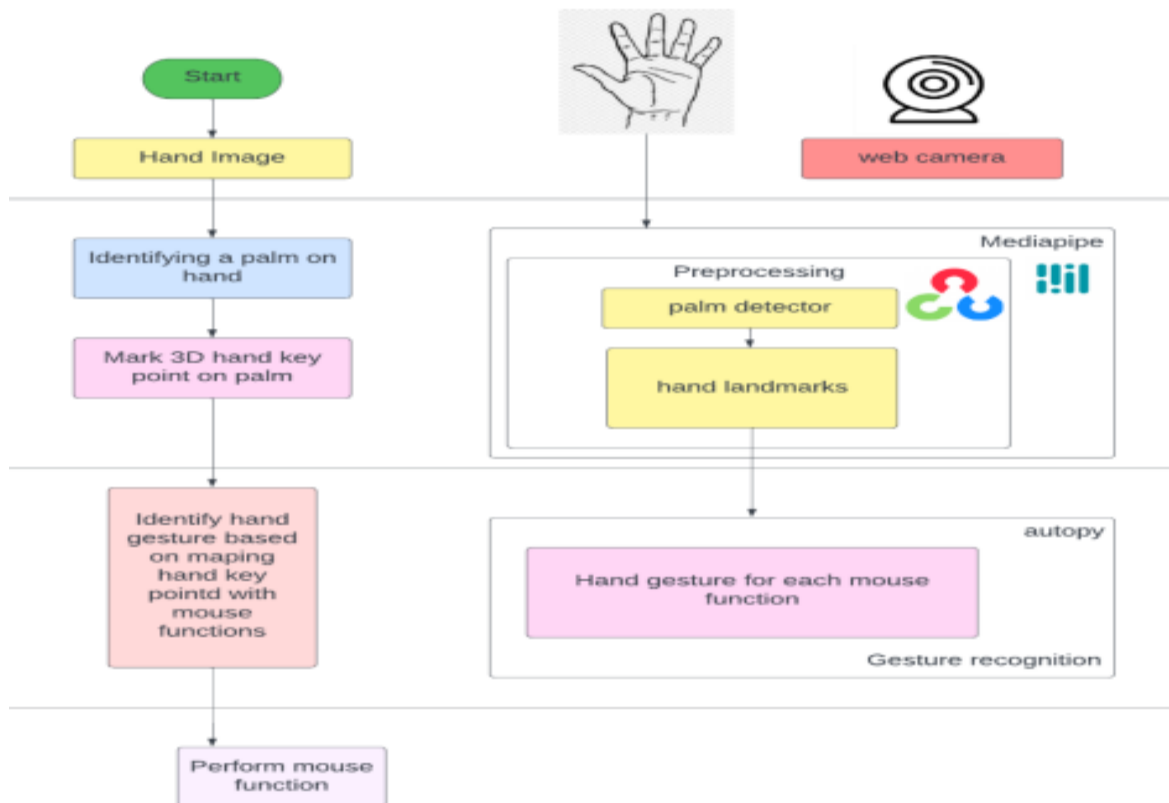 Start
Hand Image
web camera
Identifying a palm on
hand
Mark 3D hand key
point on palm
Mediapipe
Preprocessing
palm detector
hand landmarks
Identify hand
gesture based
on maping
hand key
pointd with
mouse
functions
autopy
Hand gesture for each mouse
function
Gesture recognition
Perform mouse
function